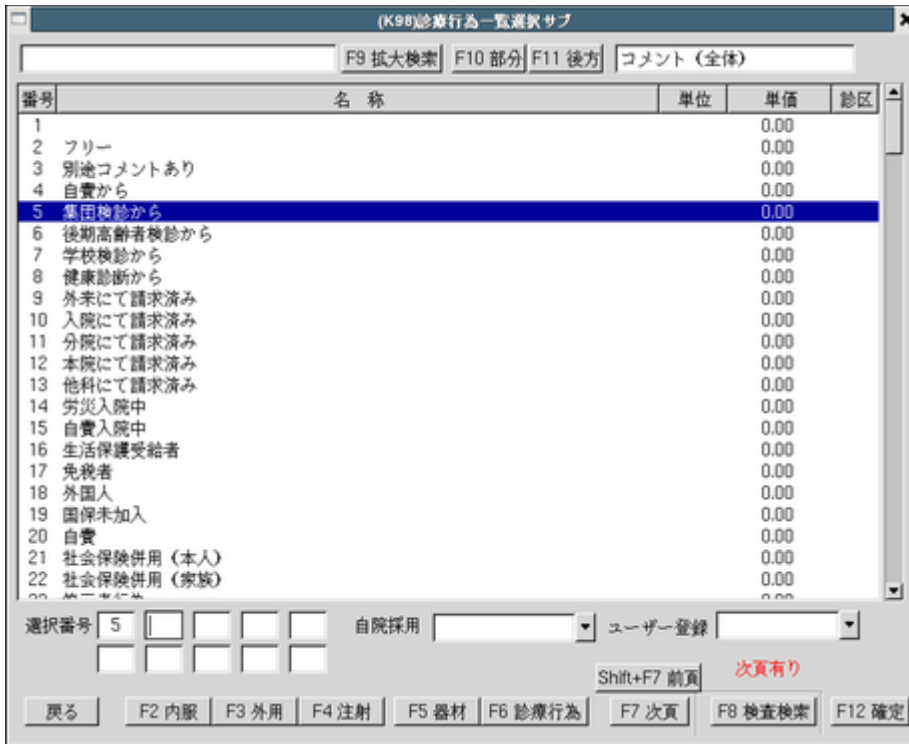 (K98)診療行為一覧選択サブ
F9 拡大検索 F10 部分 F11 後方 コメント（全体）
番号 名 称 単位 単価 診区
1 0.00
2 フリー 0.00
3 別途コメントあり 0.00
4 自費から 0.00
5 集団検診から 0.00
6 後期高齢者検診から 0.00
7 学校検診から 0.00
8 健康診断から 0.00
9 外来にて請求済み 0.00
10 入院にて請求済み 0.00
11 分院にて請求済み 0.00
12 本院にて請求済み 0.00
13 他科にて請求済み 0.00
14 労災入院中 0.00
15 自費入院中 0.00
16 生活保護受給者 0.00
17 免税者 0.00
18 外国人 0.00
19 国保未加入 0.00
20 自費 0.00
21 社会保険併用（本人） 0.00
22 社会保険併用（家族） 0.00
選択番号 5 自院採用 ユーザー登録
Shift+F7 前頁 次頁有り
戻る F2 内服 F3 外用 F4 注射 F5 器材 F6 診療行為 F7 次頁 F8 検査検索 F12 確定